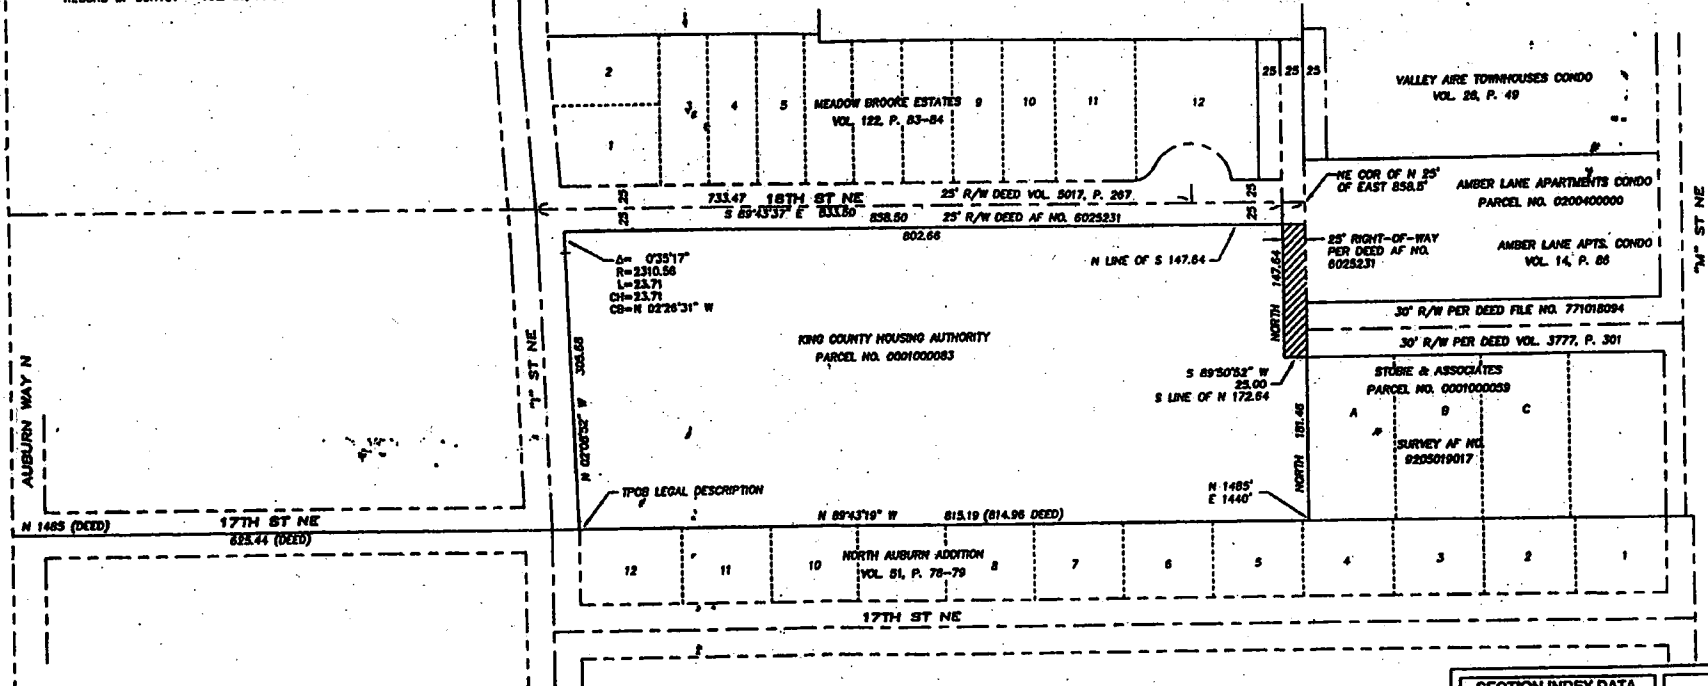 2
1
3
4
5
MEADOW BROOKE ESTATES
VOL. 122, P. 83-84
9
10
11
12
25 25 25
VALLEY AIRE TOWNHOUSES CONDO
VOL. 26, P. 49
NE COR OF N 25'
OF EAST 858.5'
AMBER LANE APARTMENTS CONDO
PARCEL NO. 0200400000
AMBER LANE APTS. CONDO
VOL. 14, P. 86
"M" ST NE
25 25
733.47 18TH ST NE
25' R/W DEED VOL. 5017, P. 267
S 89°43'37" E 833.50 858.50
25' R/W DEED AF NO. 6025231
25 25
802.66
N LINE OF S 147.64
25' RIGHT-OF-WAY
PER DEED AF NO.
6025231
Δ= 0°35'17"
R=2310.56
L=23.71
CH=23.71
CB=N 02°26'31" W
NORTH 147.64
30' R/W PER DEED FILE NO. 771018094
30' R/W PER DEED VOL. 3777, P. 301
KING COUNTY HOUSING AUTHORITY
PARCEL NO. 0001000083
"I" ST NE
N 02°08'52" W 305.68
S 89°50'52" W
25.00
S LINE OF N 172.64
STOBIE & ASSOCIATES
PARCEL NO. 0001000059
A
B
C
SURVEY AF NO.
9205019017
AUBURN WAY N
TPOB LEGAL DESCRIPTION
N 1485'
E 1440'
NORTH 181.46
N 1485 (DEED)
17TH ST NE
625.44 (DEED)
N 89°43'19" W 815.19 (814.96 DEED)
12
11
10
NORTH AUBURN ADDITION
VOL. 51, P. 78-79
8
7
6
5
4
3
2
1
17TH ST NE
SECTION INDEX DATA